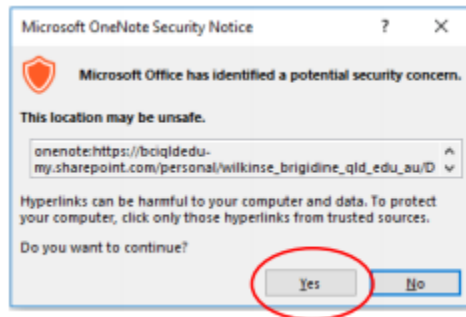 Microsoft OneNote Security Notice
? ✕
Microsoft Office has identified a potential security concern.
This location may be unsafe.
onenote:https://bciqldedu-
my.sharepoint.com/personal/wilkinse_brigidine_qld_edu_au/D
Hyperlinks can be harmful to your computer and data. To protect
your computer, click only those hyperlinks from trusted sources.
Do you want to continue?
Yes No